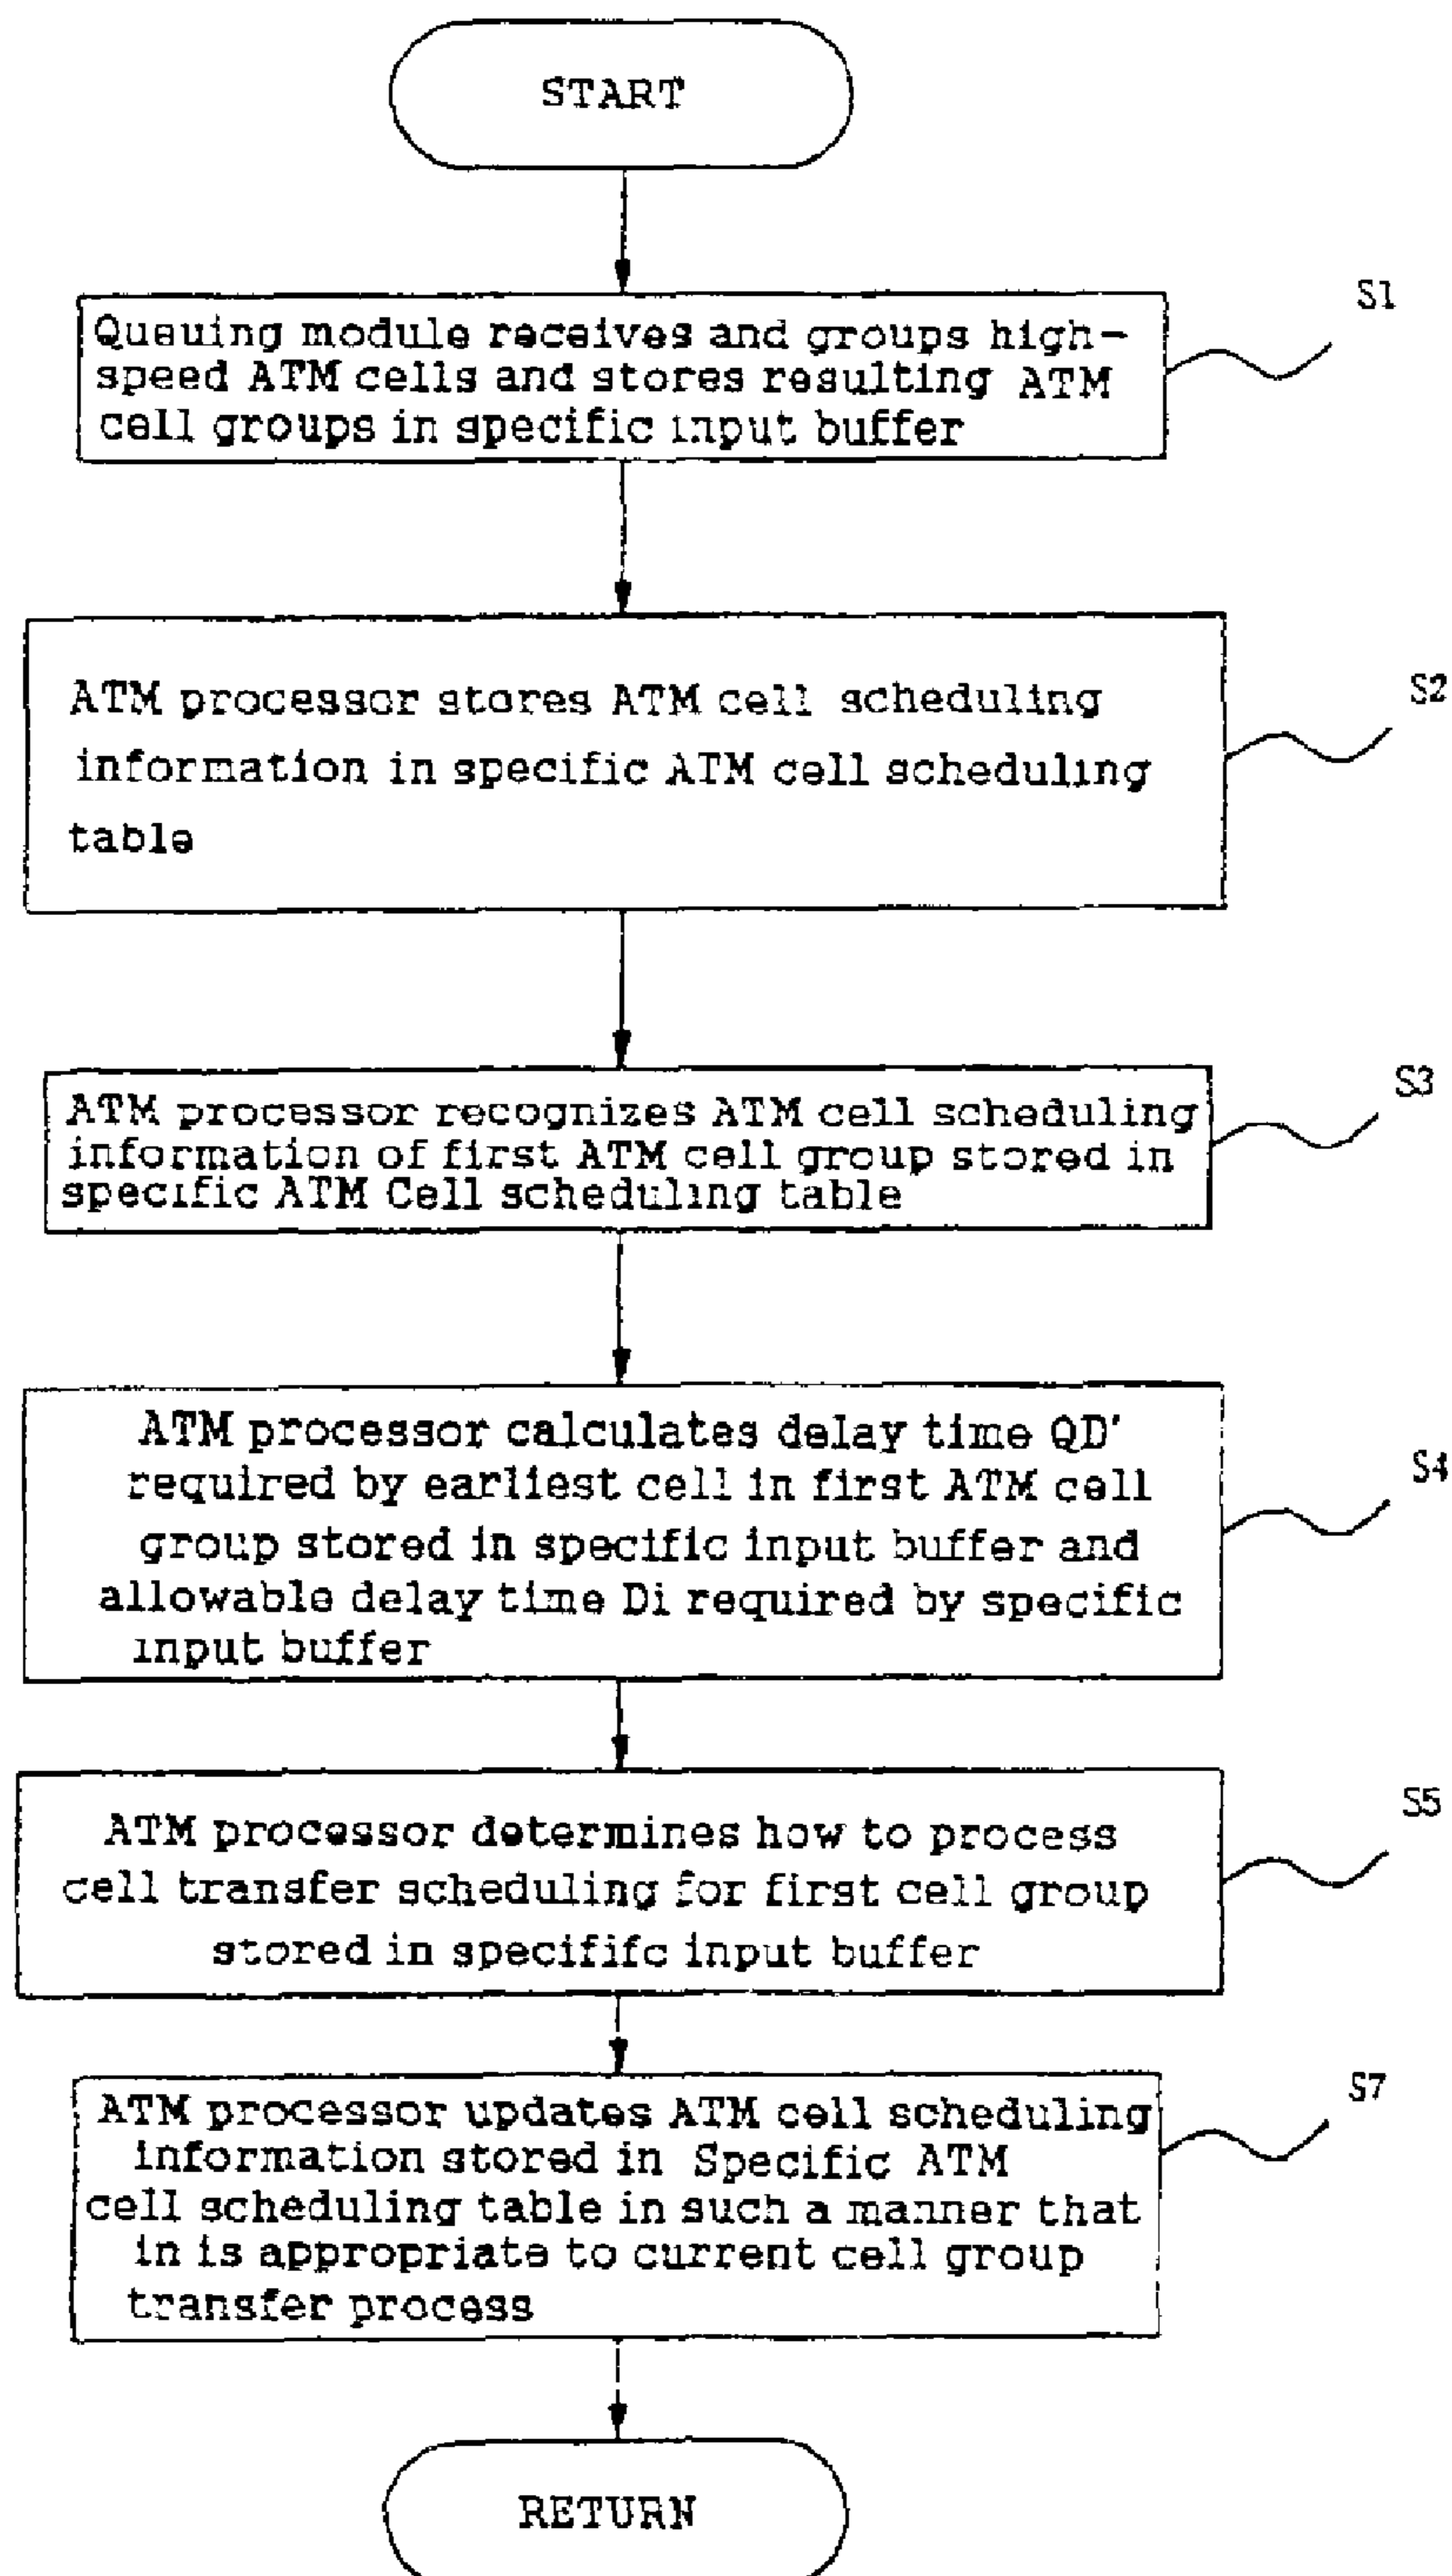 START
S1
Queuing module receives and groups high-
speed ATM cells and stores resulting ATM
cell groups in specific input buffer
S2
ATM processor stores ATM cell scheduling
information in specific ATM cell scheduling
table
S3
ATM processor recognizes ATM cell scheduling
information of first ATM cell group stored in
specific ATM Cell scheduling table
S4
ATM processor calculates delay time QD'
required by earliest cell in first ATM cell
group stored in specific input buffer and
allowable delay time Di required by specific
input buffer
S5
ATM processor determines how to process
cell transfer scheduling for first cell group
stored in specififc input buffer
S7
ATM processor updates ATM cell scheduling
information stored in Specific ATM
cell scheduling table in such a manner that
in is appropriate to current cell group
transfer process
RETURN